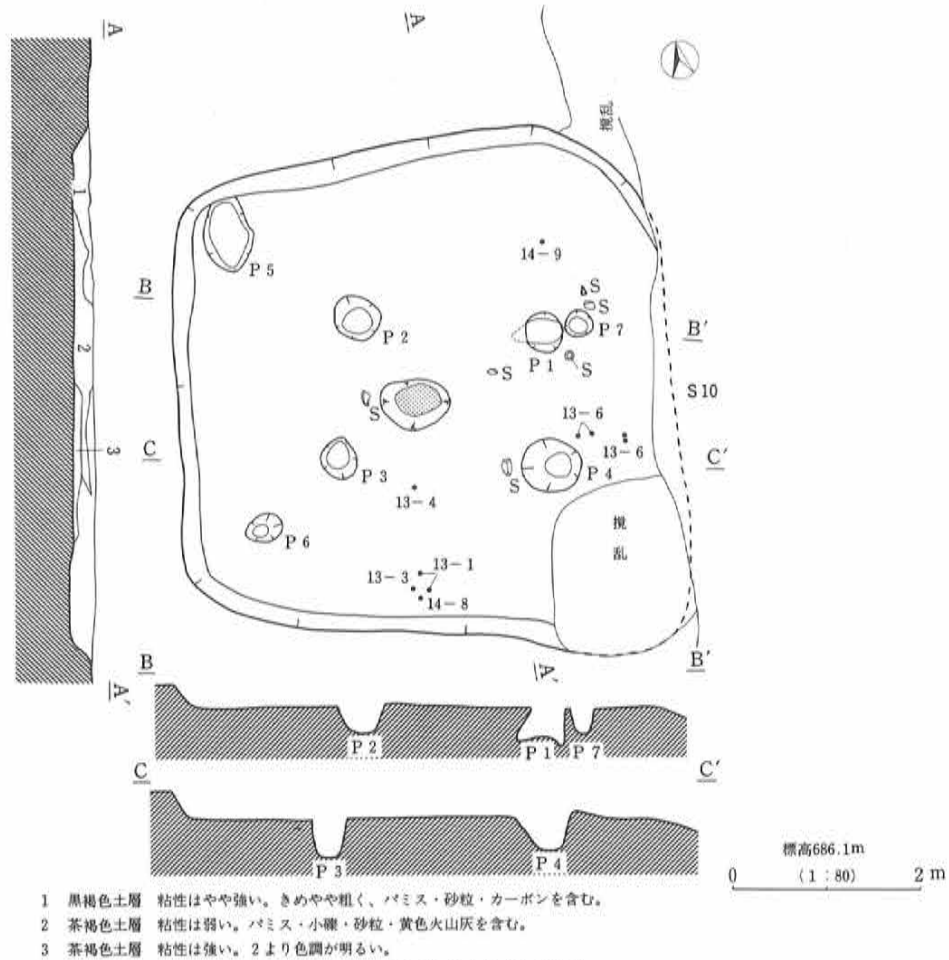 A
A
攪乱
1
14-9
P 5
S
S
B
P 2
P 7
B′
P 1
S
2
S
S 10
S
13-6
13-6
C
C′
3
P 3
P 4
S
13-4
攪
乱
P 6
13-1
13-3
14-8
B
A′
B′
A′
P 2
P 1
P 7
C
C′
P 3
P 4
標高686.1m
0
(1:80)
2 m
1 黒褐色土層 粘性はやや強い。きめやや粗く、パミス・砂粒・カーボンを含む。
2 茶褐色土層 粘性は弱い。パミス・小礫・砂粒・黄色火山灰を含む。
3 茶褐色土層 粘性は強い。2より色調が明るい。